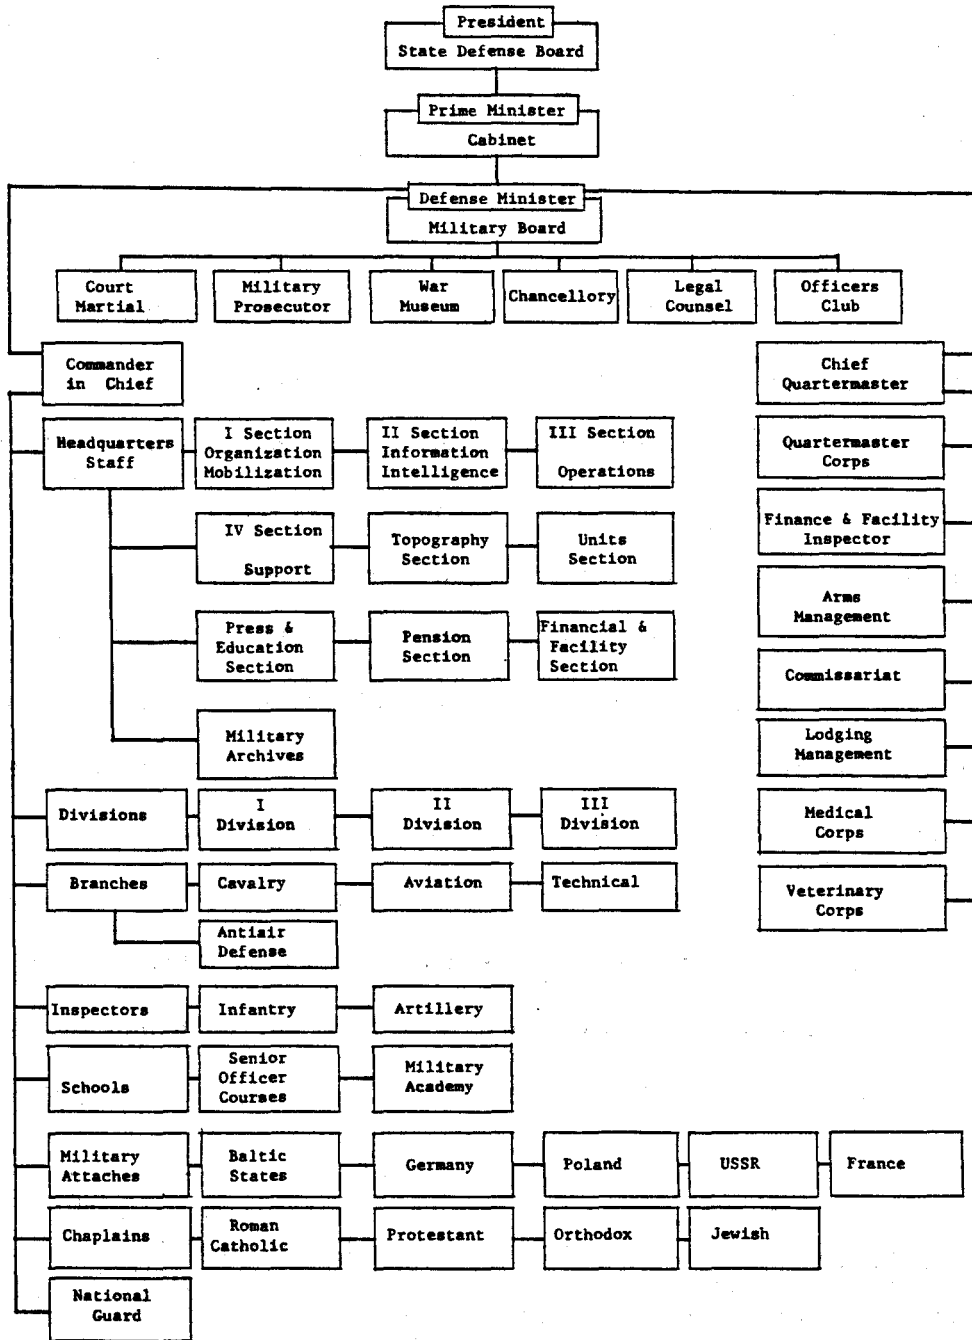 President
State Defense Board
Prime Minister
Cabinet
Defense Minister
Military Board
Court
Martial
Military
Prosecutor
War
Museum
Chancellory
Legal
Counsel
Officers
Club
Commander
in Chief
Chief
Quartermaster
Headquarters
Staff
I Section
Organization
Mobilization
II Section
Information
Intelligence
III Section
Operations
Quartermaster
Corps
IV Section
Support
Topography
Section
Units
Section
Finance & Facility
Inspector
Arms
Management
Press &
Education
Section
Pension
Section
Financial &
Facility
Section
Commissariat
Military
Archives
Lodging
Management
Divisions
I
Division
II
Division
III
Division
Medical
Corps
Branches
Cavalry
Aviation
Technical
Veterinary
Corps
Antiair
Defense
Inspectors
Infantry
Artillery
Schools
Senior
Officer
Courses
Military
Academy
Military
Attaches
Baltic
States
Germany
Poland
USSR
France
Chaplains
Roman
Catholic
Protestant
Orthodox
Jewish
National
Guard